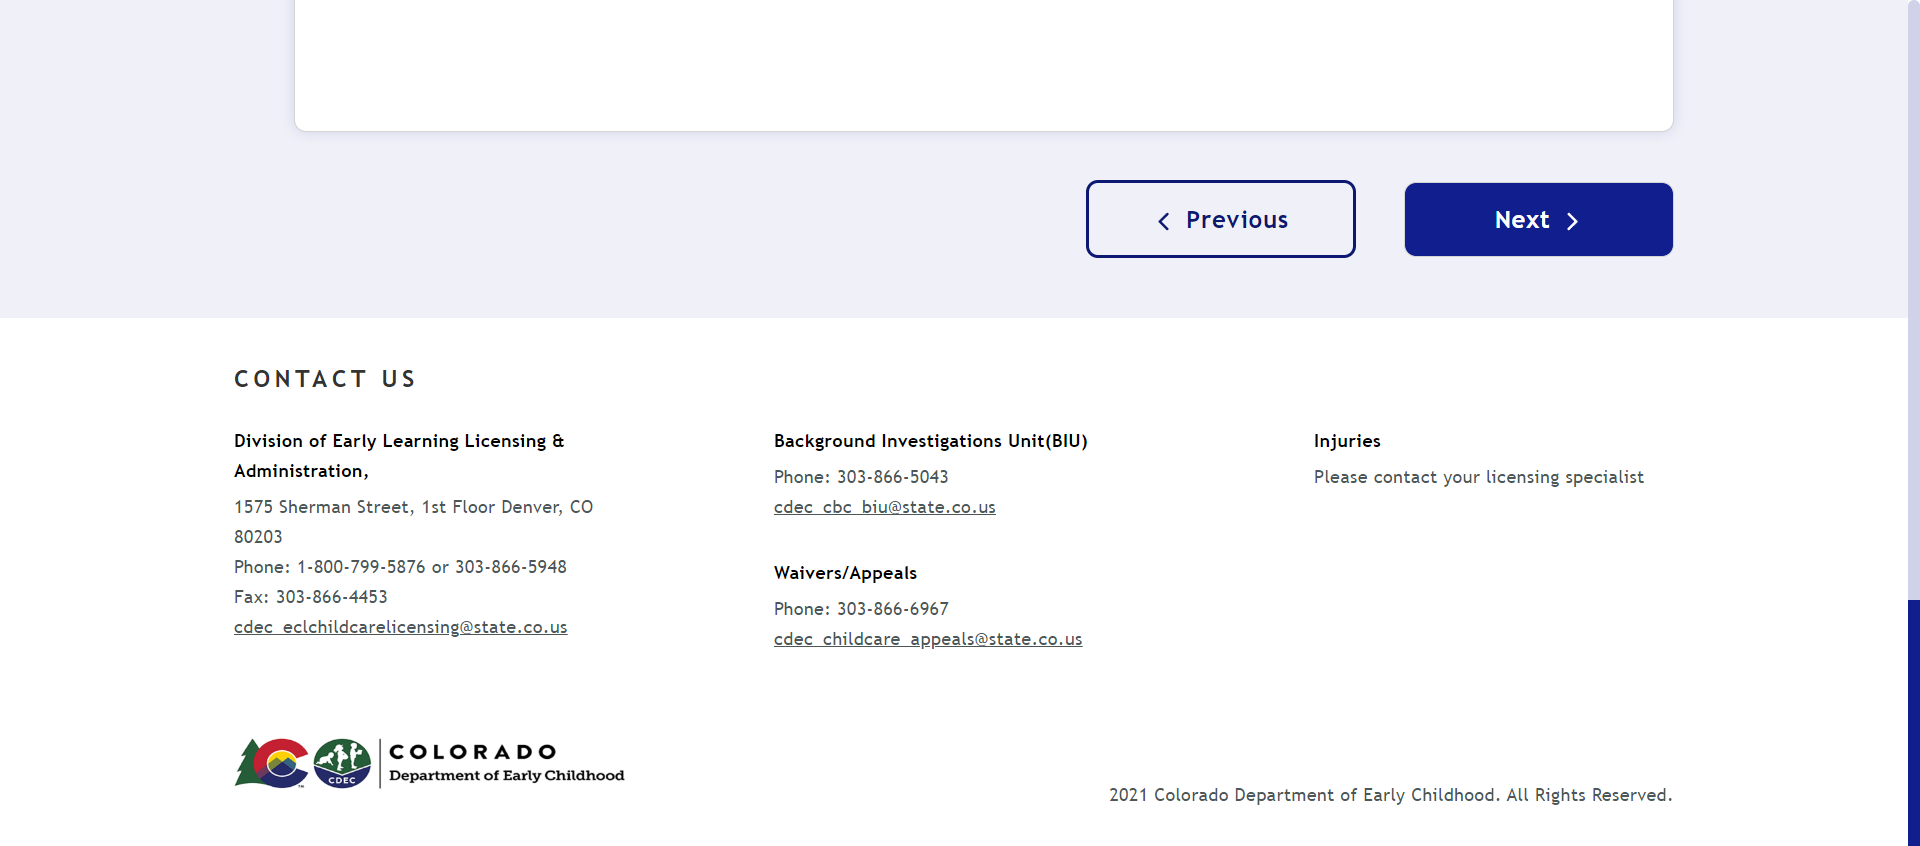 Previous
Next
CONTACT US
Division of Early Learning Licensing &
Administration,
1575 Sherman Street, 1st Floor Denver, CO
80203
Phone: 1-800-799-5876 or 303-866-5948
Fax: 303-866-4453
cdec_eclchildcarelicensing@state.co.us
Background Investigations Unit(BIU)
Phone: 303-866-5043
cdec_cbc_biu@state.co.us
Waivers/Appeals
Phone: 303-866-6967
cdec_childcare_appeals@state.co.us
Injuries
Please contact your licensing specialist
CDEC
TM
COLORADO
Department of Early Childhood
2021 Colorado Department of Early Childhood. All Rights Reserved.